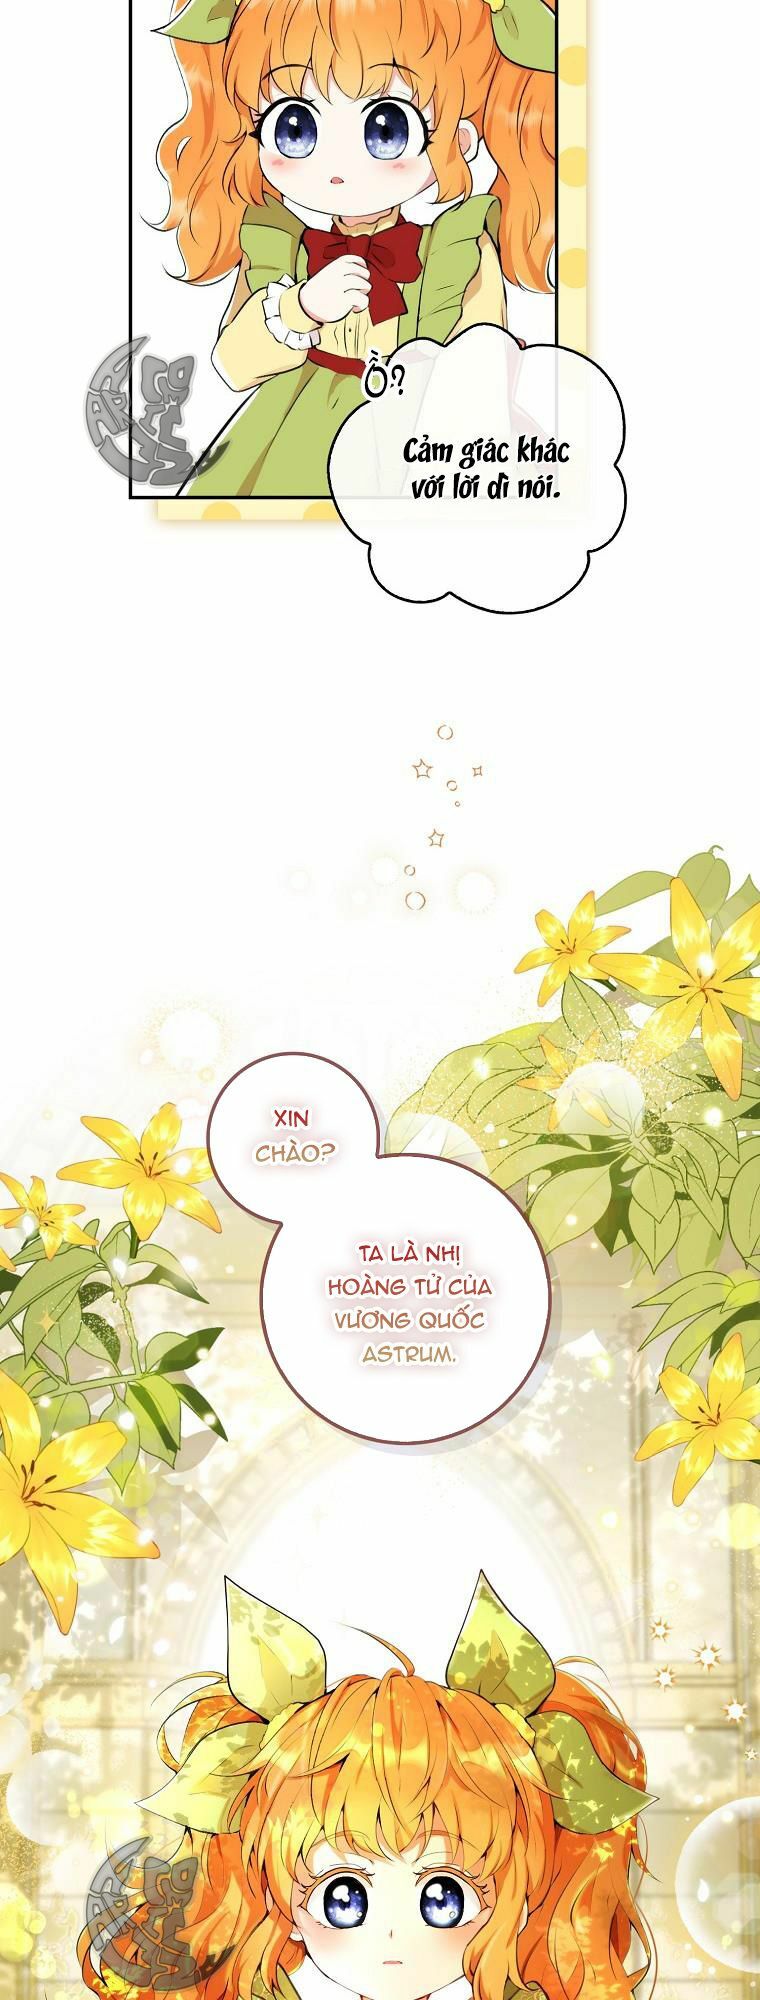 Ồ?
Cảm giác khác
với lời dì nói.
XIN
CHÀO?
TA LÀ NHỊ
HOÀNG TỬ CỦA
VƯƠNG QUỐC
ASTRUM.